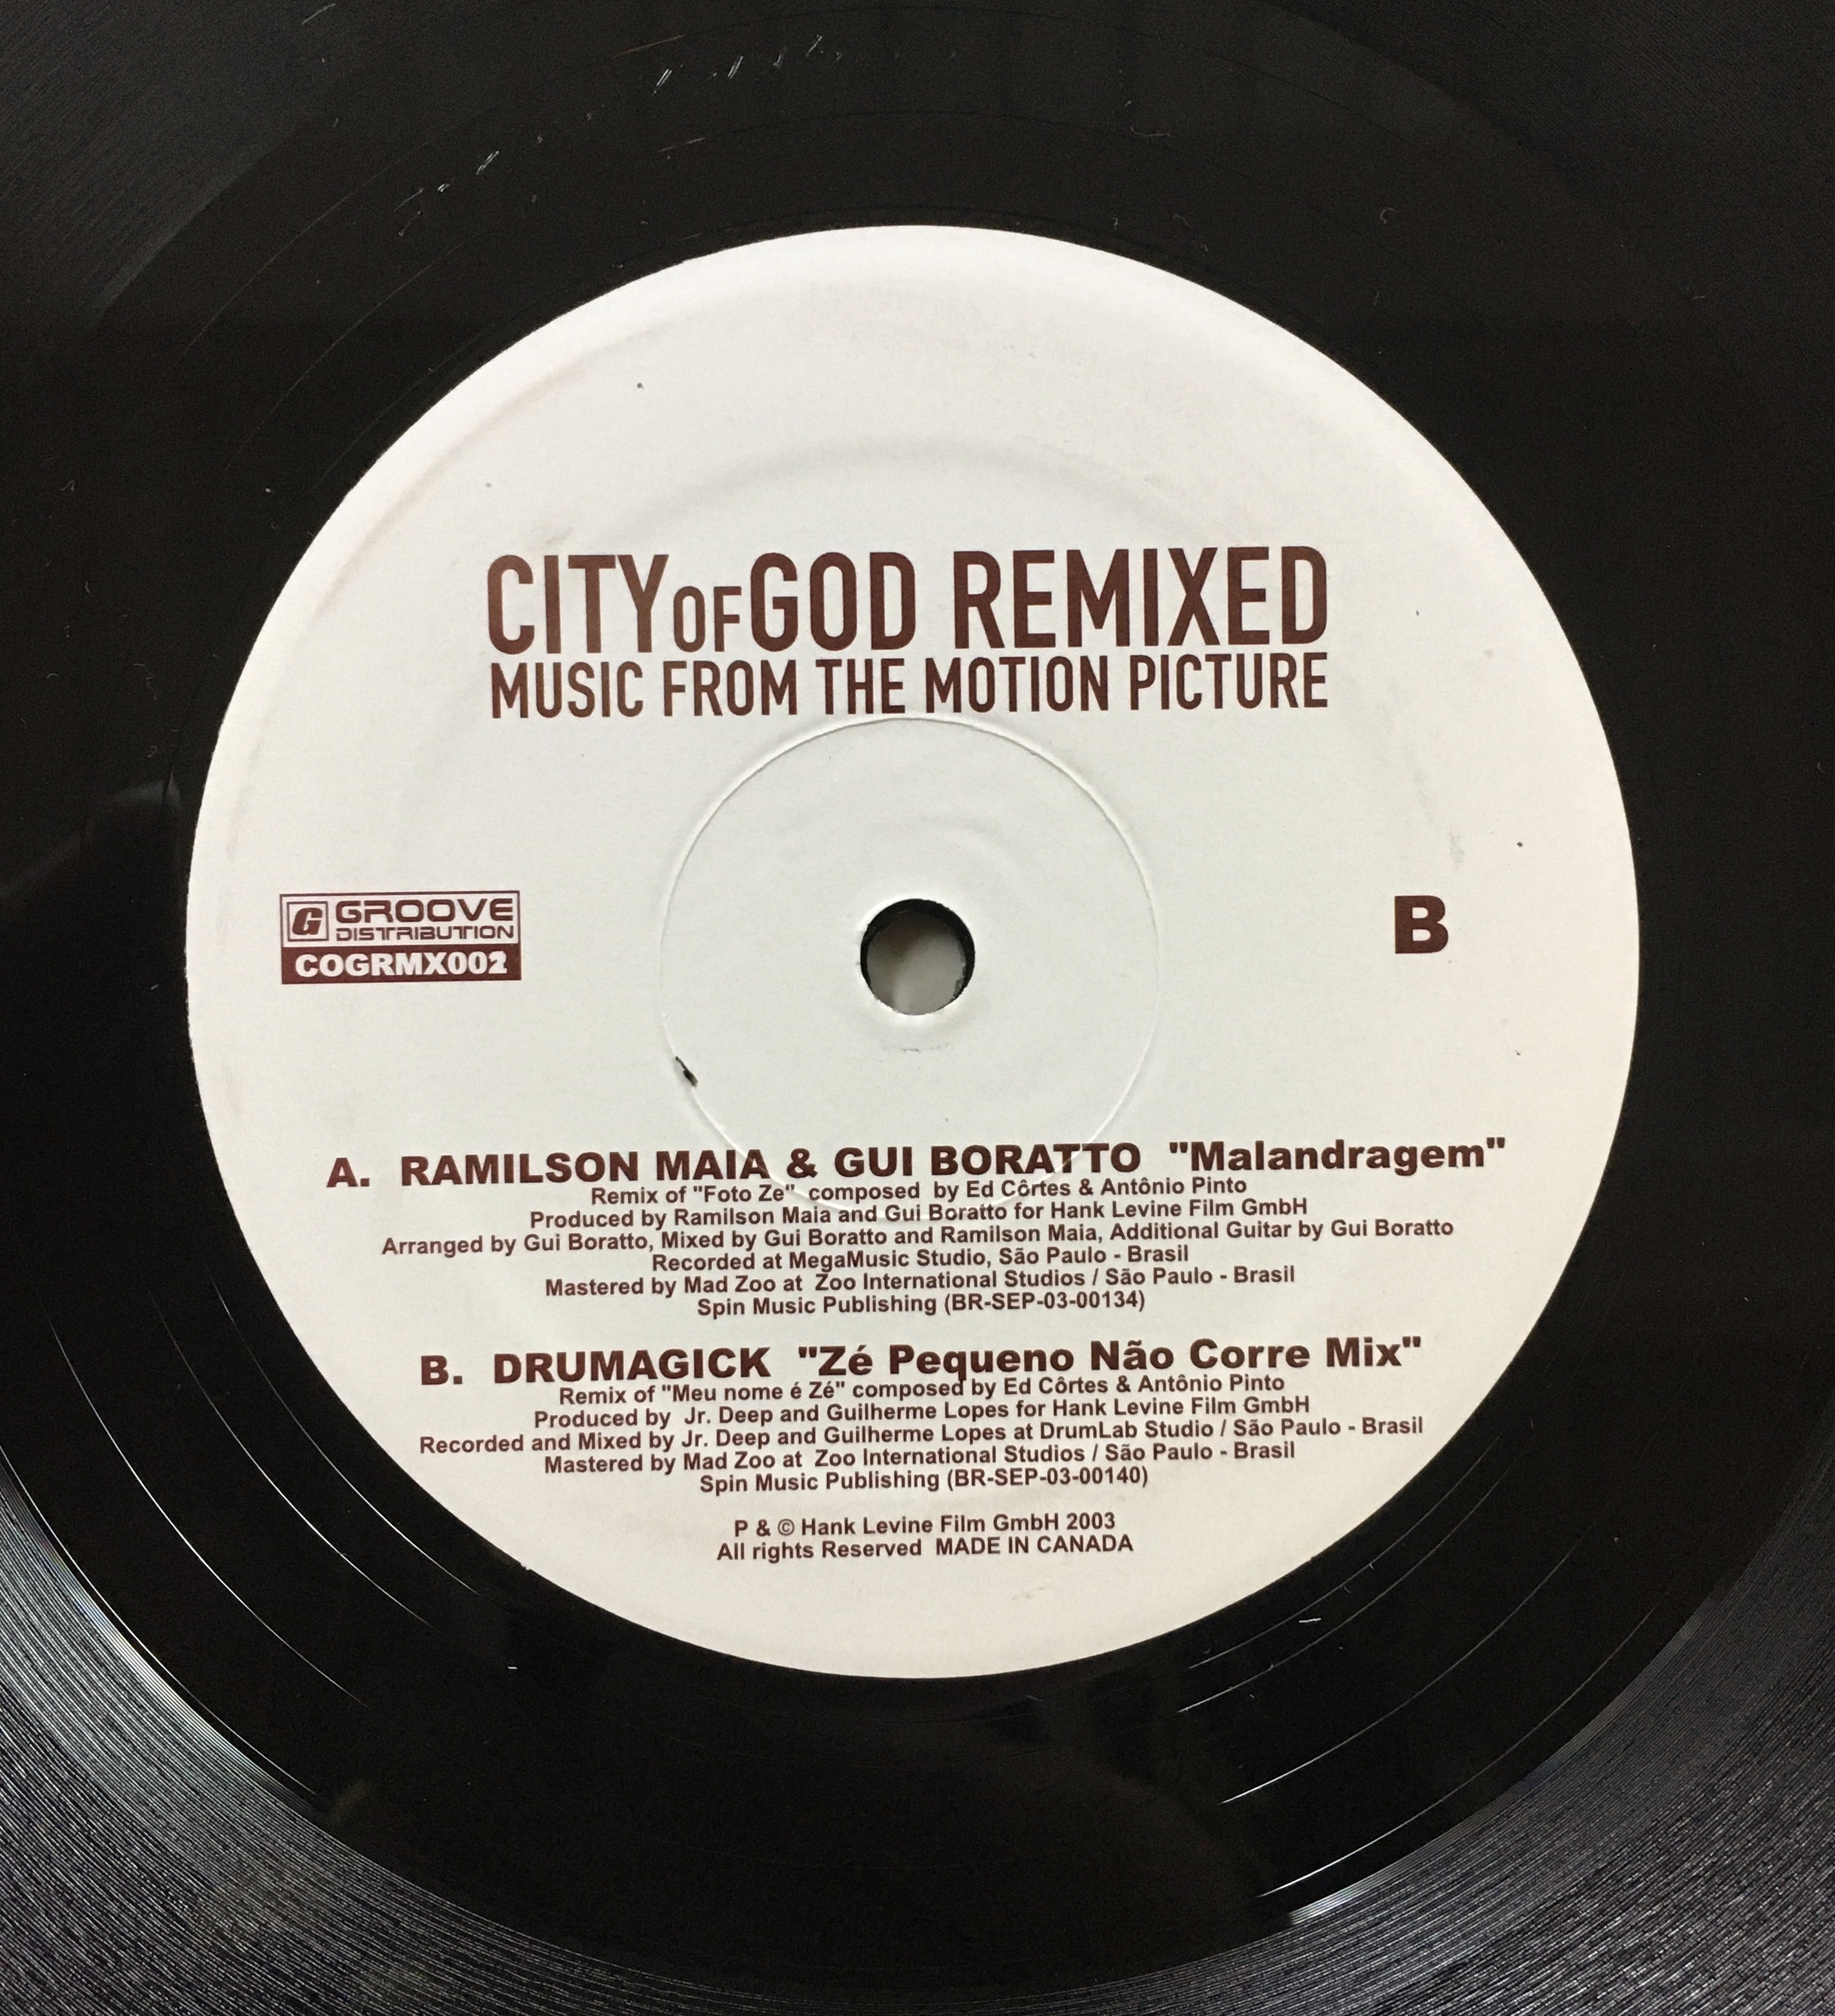 CITY OF GOD REMIXED
MUSIC FROM THE MOTION PICTURE
G GROOVE
DISTRIBUTION
COGRMX002
B
A. RAMILSON MAIA & GUI BORATTO "Malandragem"
Remix of "Foto Ze" composed by Ed Côrtes & Antônio Pinto
Produced by Ramilson Maia and Gui Boratto for Hank Levine Film GmbH
Arranged by Gui Boratto, Mixed by Gui Boratto and Ramilson Maia, Additional Guitar by Gui Boratto
Recorded at MegaMusic Studio, São Paulo - Brasil
Mastered by Mad Zoo at Zoo International Studios / São Paulo - Brasil
Spin Music Publishing (BR-SEP-03-00134)
B. DRUMAGICK "Zé Pequeno Não Corre Mix"
Remix of "Meu nome é Zé" composed by Ed Côrtes & Antônio Pinto
Produced by Jr. Deep and Guilherme Lopes for Hank Levine Film GmbH
Recorded and Mixed by Jr. Deep and Guilherme Lopes at DrumLab Studio / São Paulo - Brasil
Mastered by Mad Zoo at Zoo International Studios / São Paulo - Brasil
Spin Music Publishing (BR-SEP-03-00140)
P & © Hank Levine Film GmbH 2003
All rights Reserved MADE IN CANADA